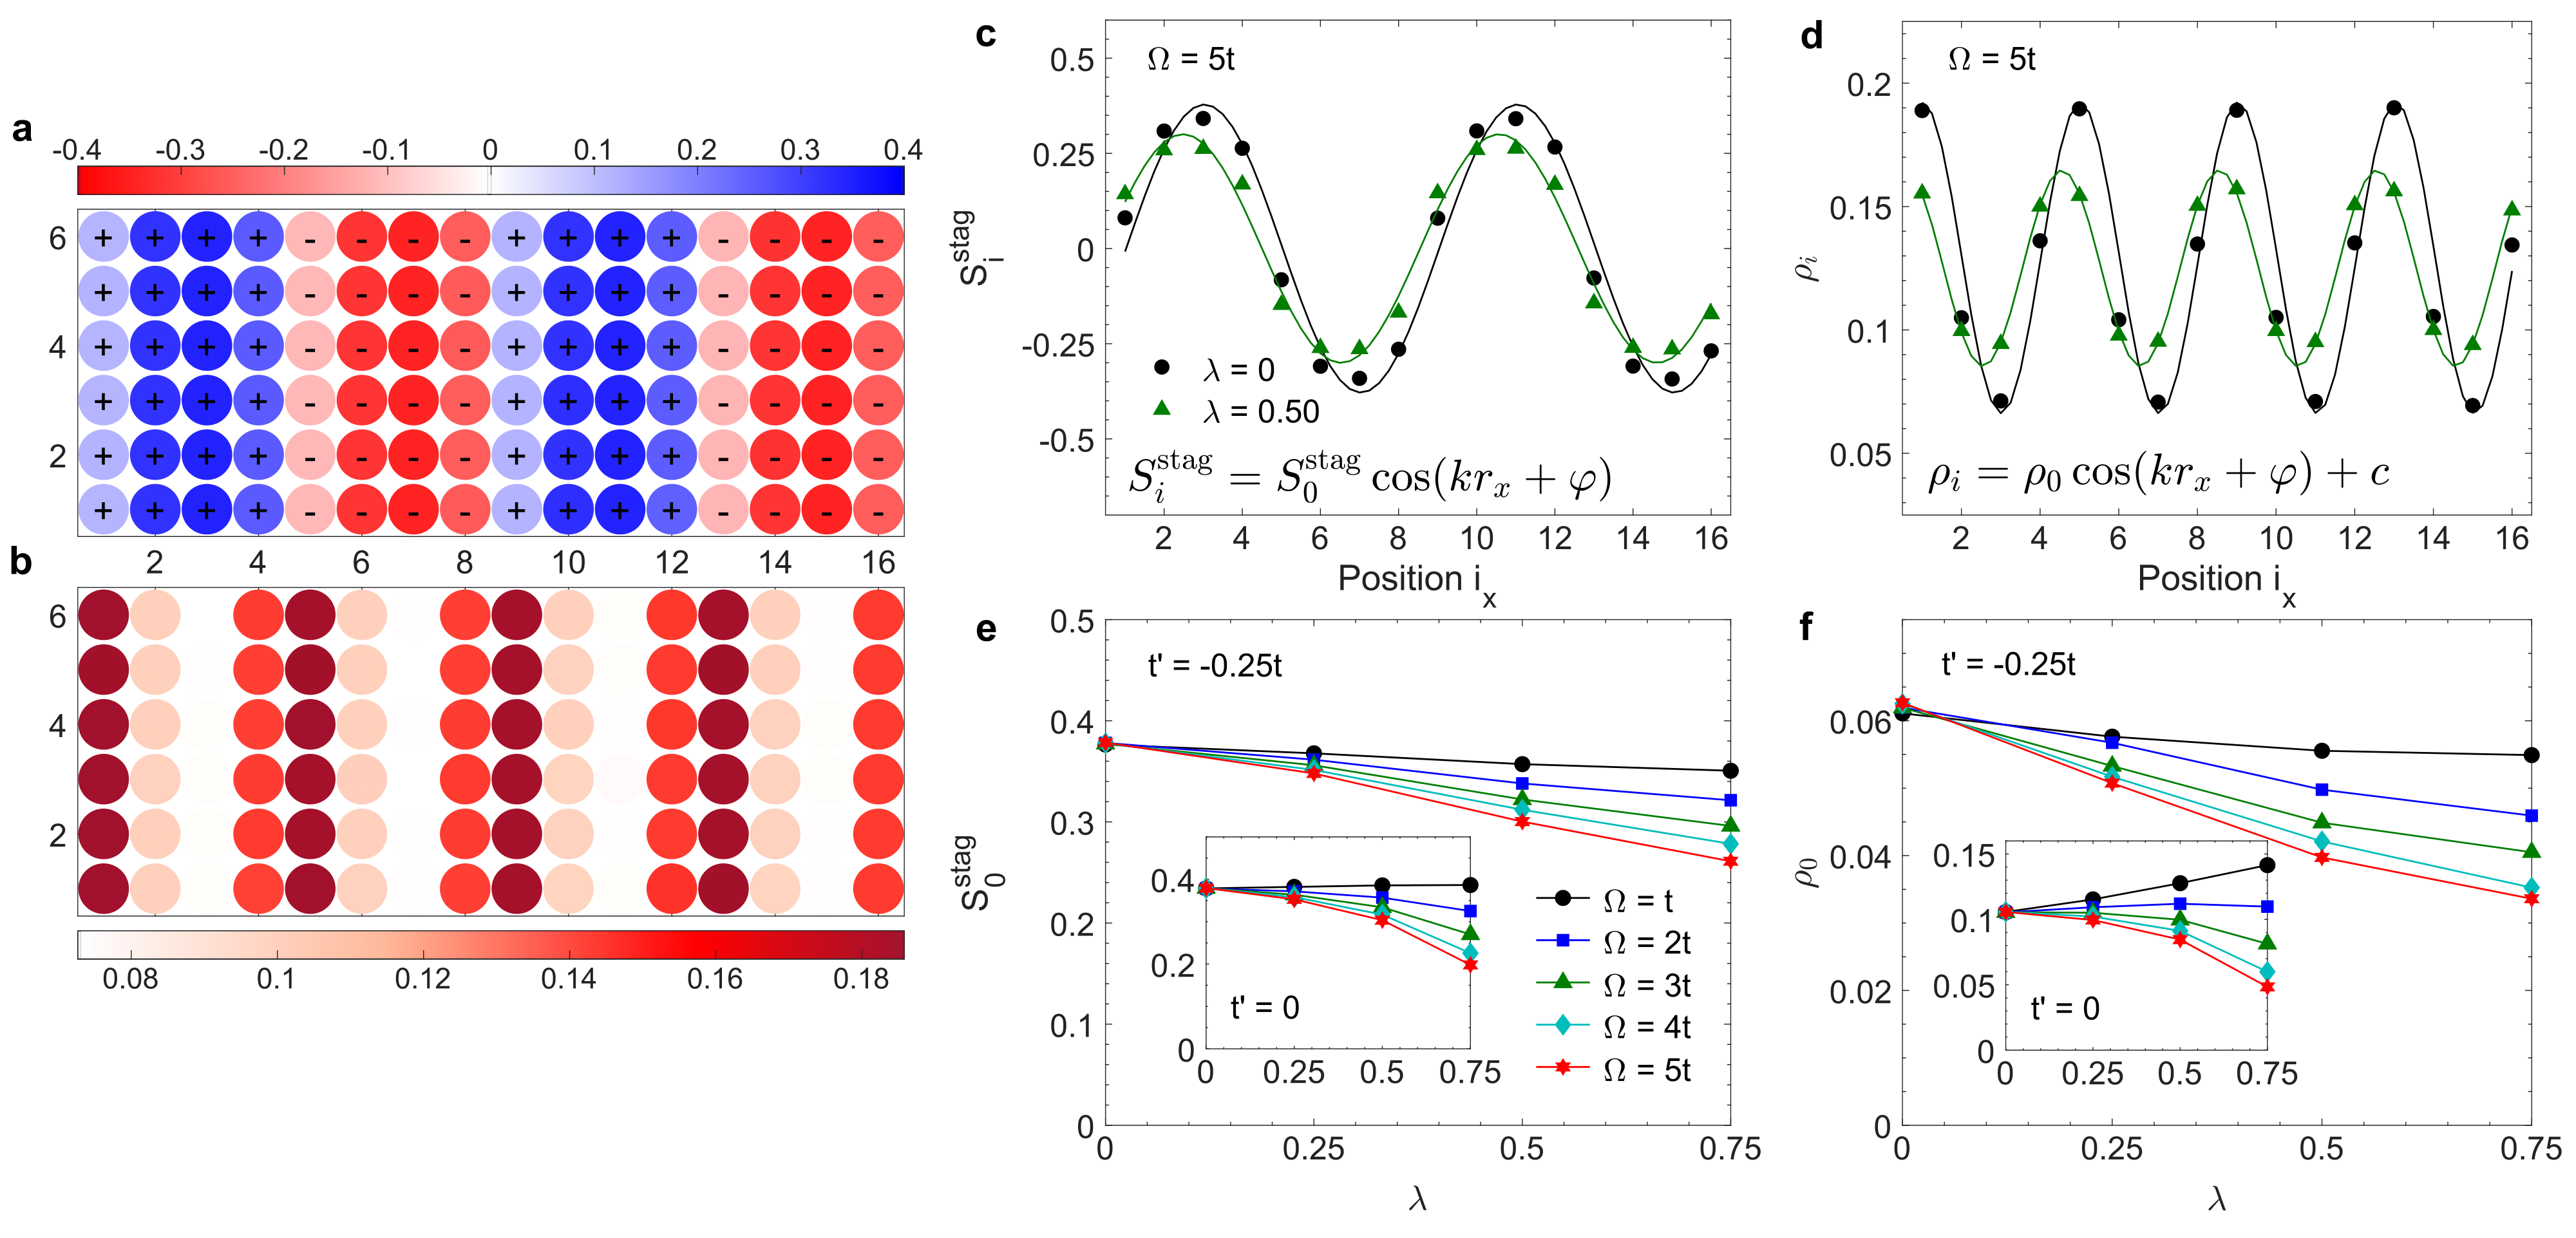 a
-0.4 -0.3 -0.2 -0.1 0 0.1 0.2 0.3 0.4
6 + + + + - - - - + + + + - - - -
+ + + + - - - - + + + + - - - -
4 + + + + - - - - + + + + - - - -
+ + + + - - - - + + + + - - - -
2 + + + + - - - - + + + + - - - -
+ + + + - - - - + + + + - - - -
2 4 6 8 10 12 14 16
b
6
4
2
0.08 0.1 0.12 0.14 0.16 0.18
c
Ω = 5t
0.5
0.25
0
-0.25
-0.5
S_i^stag
λ = 0
λ = 0.50
S_i^stag = S_0^stag cos(kr_x + φ)
2 4 6 8 10 12 14 16
Position i_x
d
Ω = 5t
0.2
0.15
0.1
0.05
ρ_i
ρ_i = ρ_0 cos(kr_x + φ) + c
2 4 6 8 10 12 14 16
Position i_x
e
t' = -0.25t
0.5
0.4
0.3
0.2
0.1
0
S_0^stag
0.4
0.2
0
t' = 0
0 0.25 0.5 0.75
Ω = t
Ω = 2t
Ω = 3t
Ω = 4t
Ω = 5t
0 0.25 0.5 0.75
λ
f
t' = -0.25t
0.06
0.04
0.02
0
ρ_0
0.15
0.1
0.05
0
t' = 0
0 0.25 0.5 0.75
0 0.25 0.5 0.75
λ